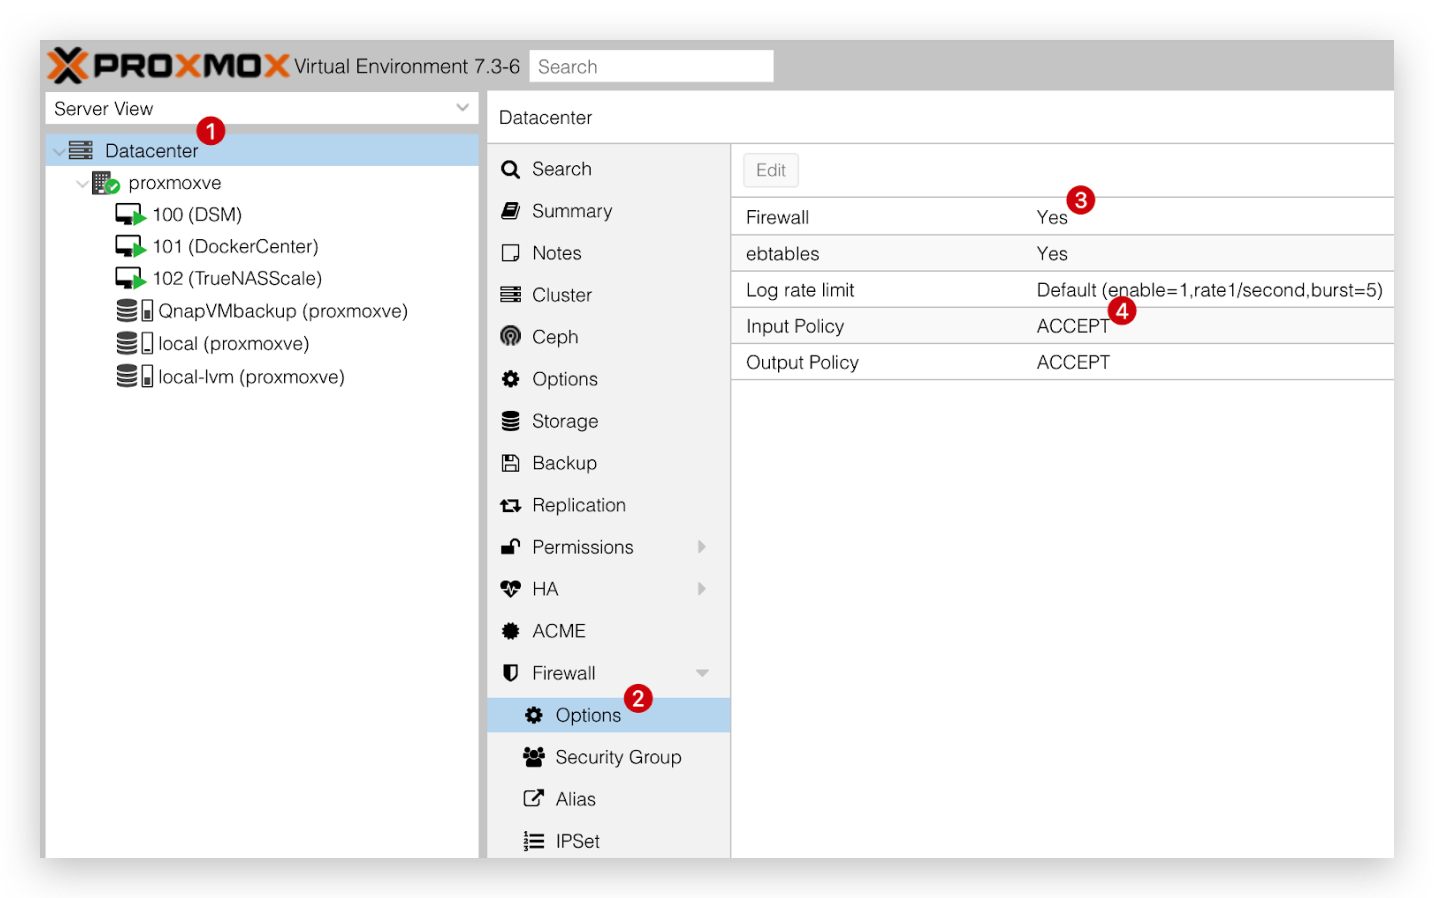 PROXMOX Virtual Environment 7.3-6 Search
Server View
1
Datacenter
proxmoxve
100 (DSM)
101 (DockerCenter)
102 (TrueNASScale)
QnapVMbackup (proxmoxve)
local (proxmoxve)
local-lvm (proxmoxve)
Datacenter
Search
Summary
Notes
Cluster
Ceph
Options
Storage
Backup
Replication
Permissions
HA
ACME
Firewall
2
Options
Security Group
Alias
IPSet
Edit
3
Firewall Yes
ebtables Yes
Log rate limit Default (enable=1,rate1/second,burst=5)
4
Input Policy ACCEPT
Output Policy ACCEPT